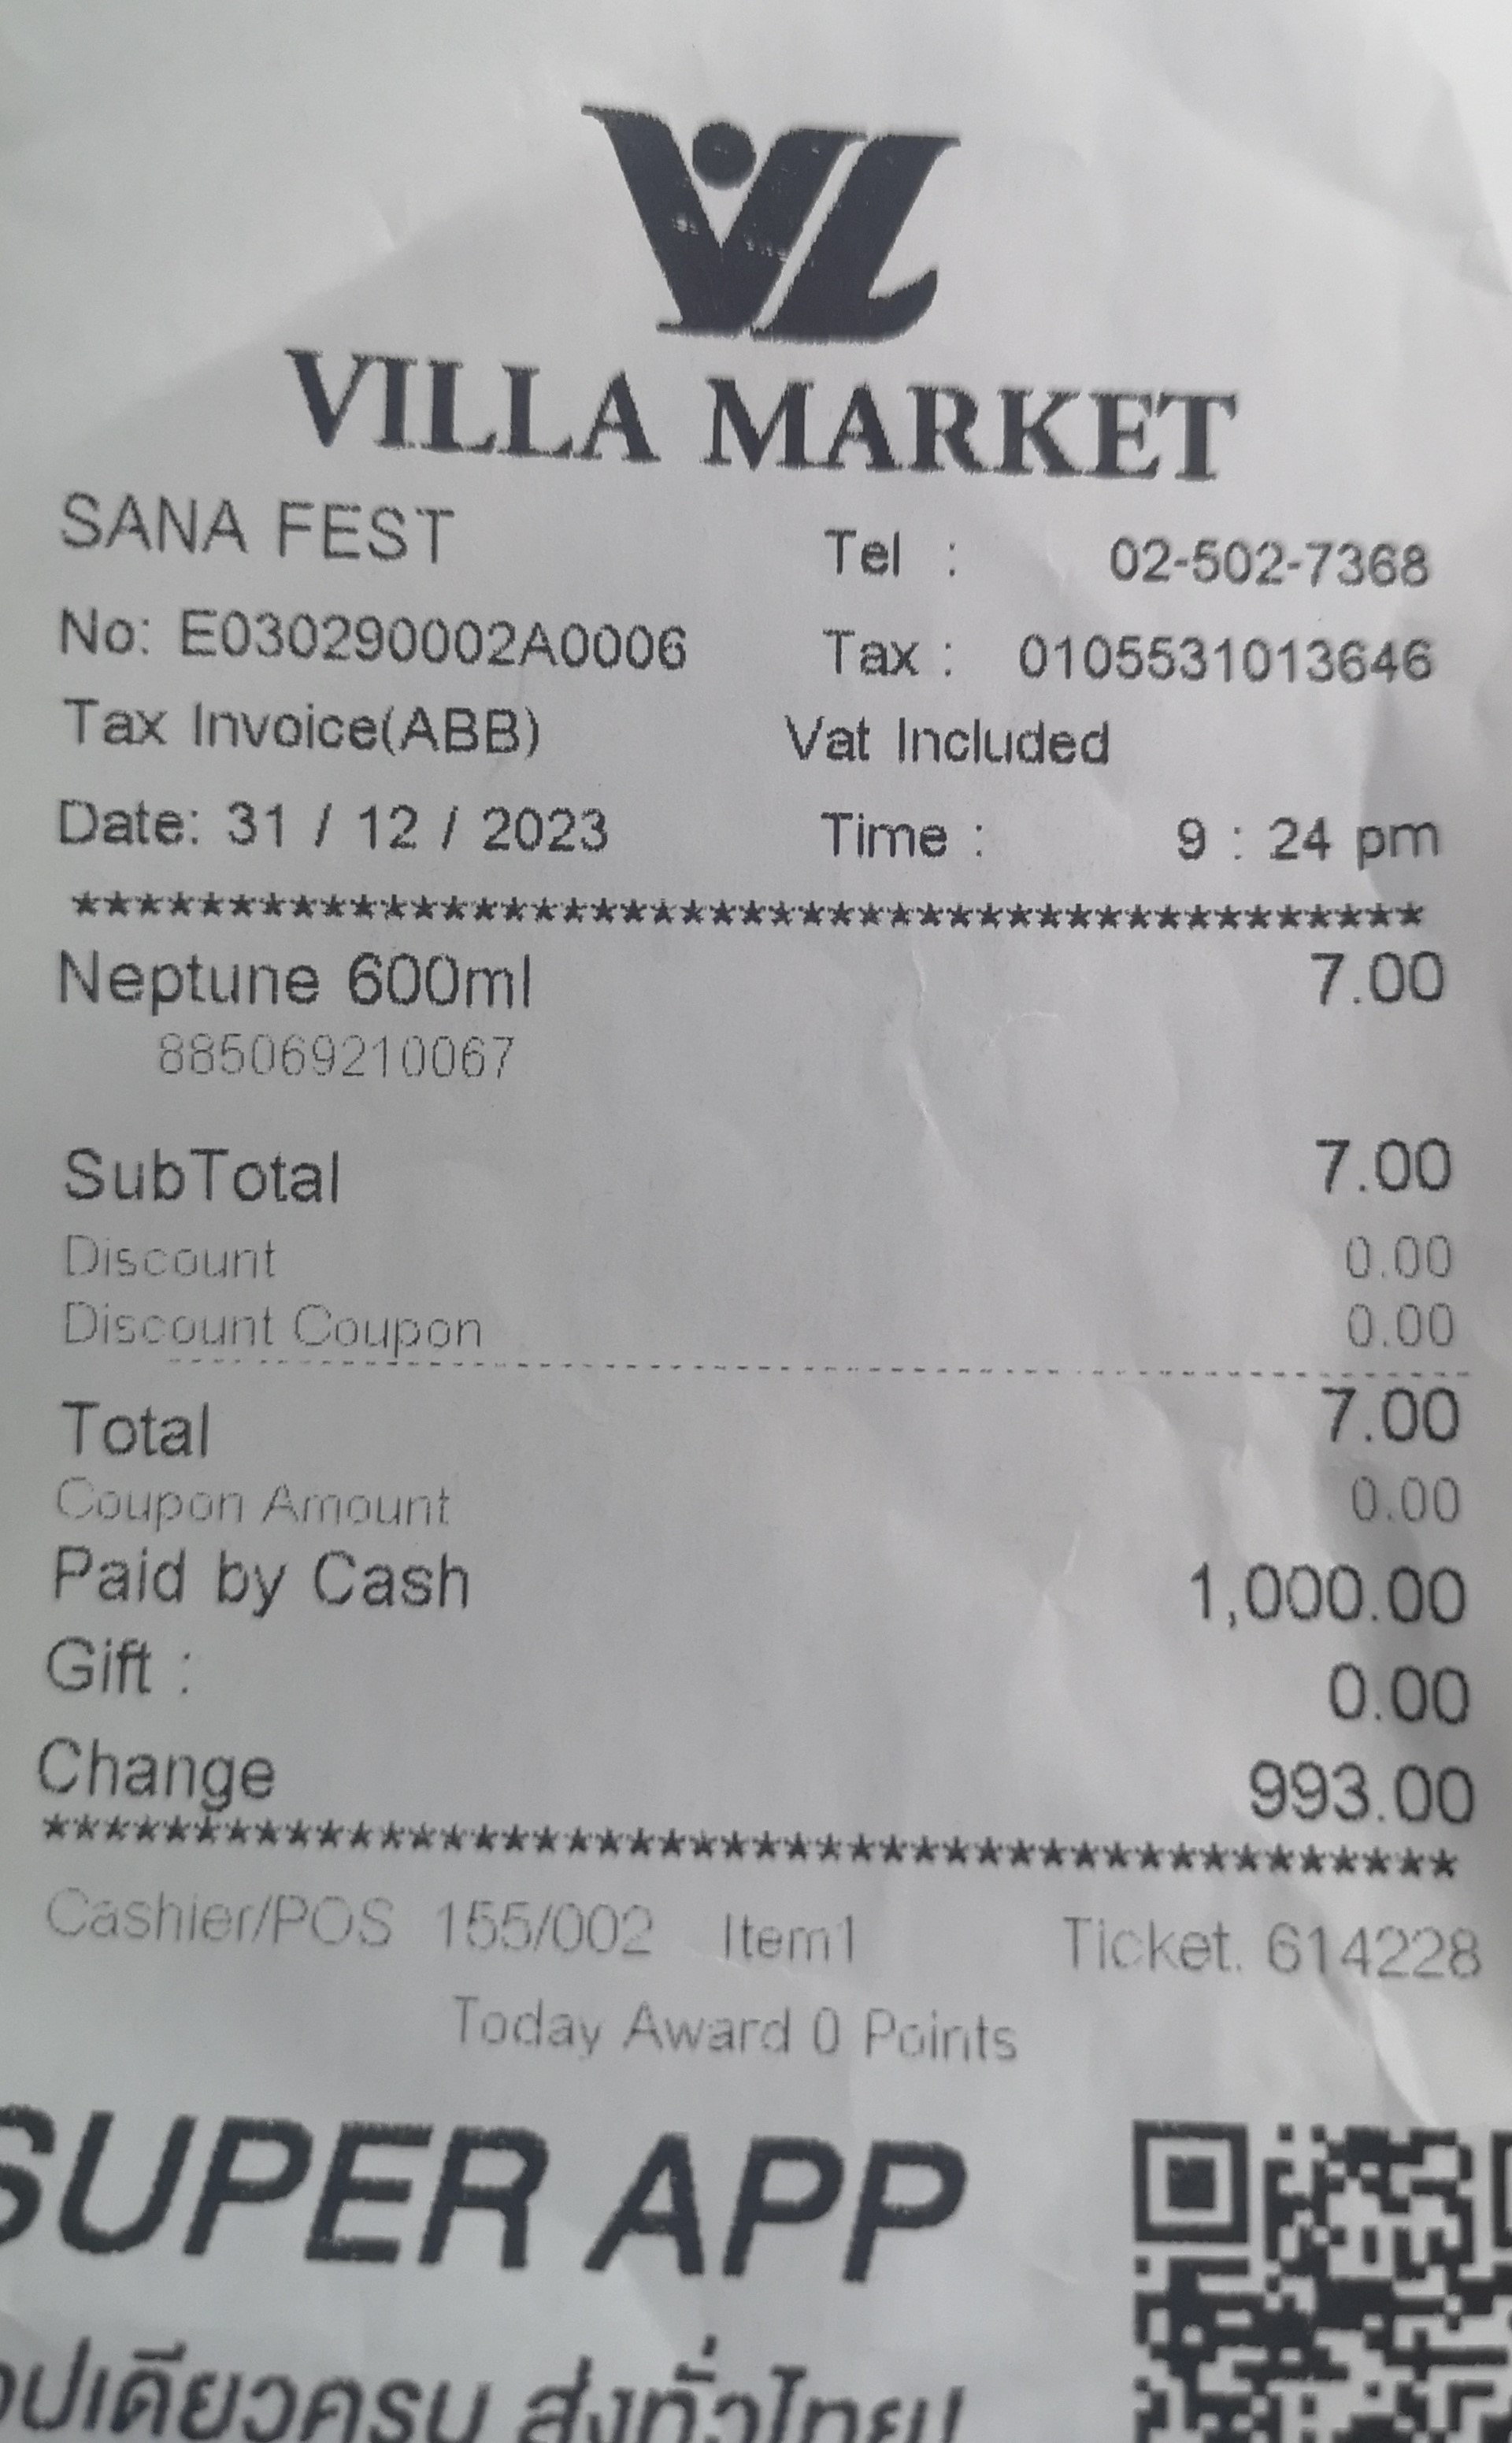 VL
VILLA MARKET
SANA FEST Tel : 02-502-7368
No: E030290002A0006 Tax : 0105531013646
Tax Invoice(ABB) Vat Included
Date: 31 / 12 / 2023 Time : 9 : 24 pm
*********************************************
Neptune 600ml 7.00
885069210067
SubTotal 7.00
Discount 0.00
Discount Coupon 0.00
Total 7.00
Coupon Amount 0.00
Paid by Cash 1,000.00
Gift : 0.00
Change 993.00
*********************************************
Cashier/POS 155/002 Item1 Ticket. 614228
Today Award 0 Points
SUPER APP
ปเดียวครบ ส่งทั่วไทย!